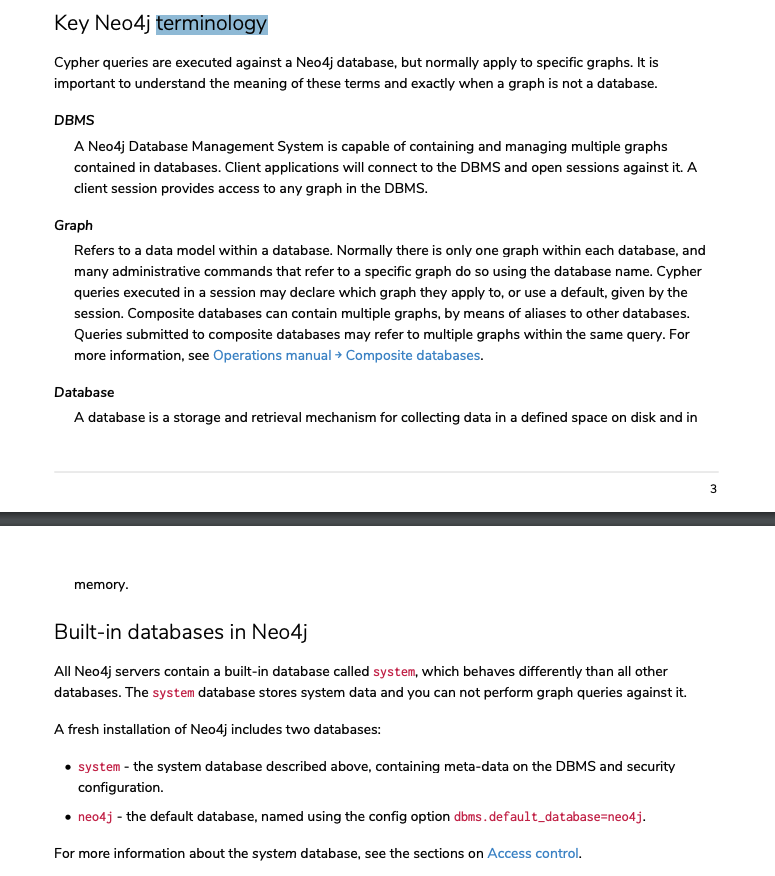 Key Neo4j terminology
Cypher queries are executed against a Neo4j database, but normally apply to specific graphs. It is
important to understand the meaning of these terms and exactly when a graph is not a database.
DBMS
A Neo4j Database Management System is capable of containing and managing multiple graphs
contained in databases. Client applications will connect to the DBMS and open sessions against it. A
client session provides access to any graph in the DBMS.
Graph
Refers to a data model within a database. Normally there is only one graph within each database, and
many administrative commands that refer to a specific graph do so using the database name. Cypher
queries executed in a session may declare which graph they apply to, or use a default, given by the
session. Composite databases can contain multiple graphs, by means of aliases to other databases.
Queries submitted to composite databases may refer to multiple graphs within the same query. For
more information, see Operations manual → Composite databases.
Database
A database is a storage and retrieval mechanism for collecting data in a defined space on disk and in
3
memory.
Built-in databases in Neo4j
All Neo4j servers contain a built-in database called system, which behaves differently than all other
databases. The system database stores system data and you can not perform graph queries against it.
A fresh installation of Neo4j includes two databases:
• system - the system database described above, containing meta-data on the DBMS and security
configuration.
• neo4j - the default database, named using the config option dbms.default_database=neo4j.
For more information about the system database, see the sections on Access control.